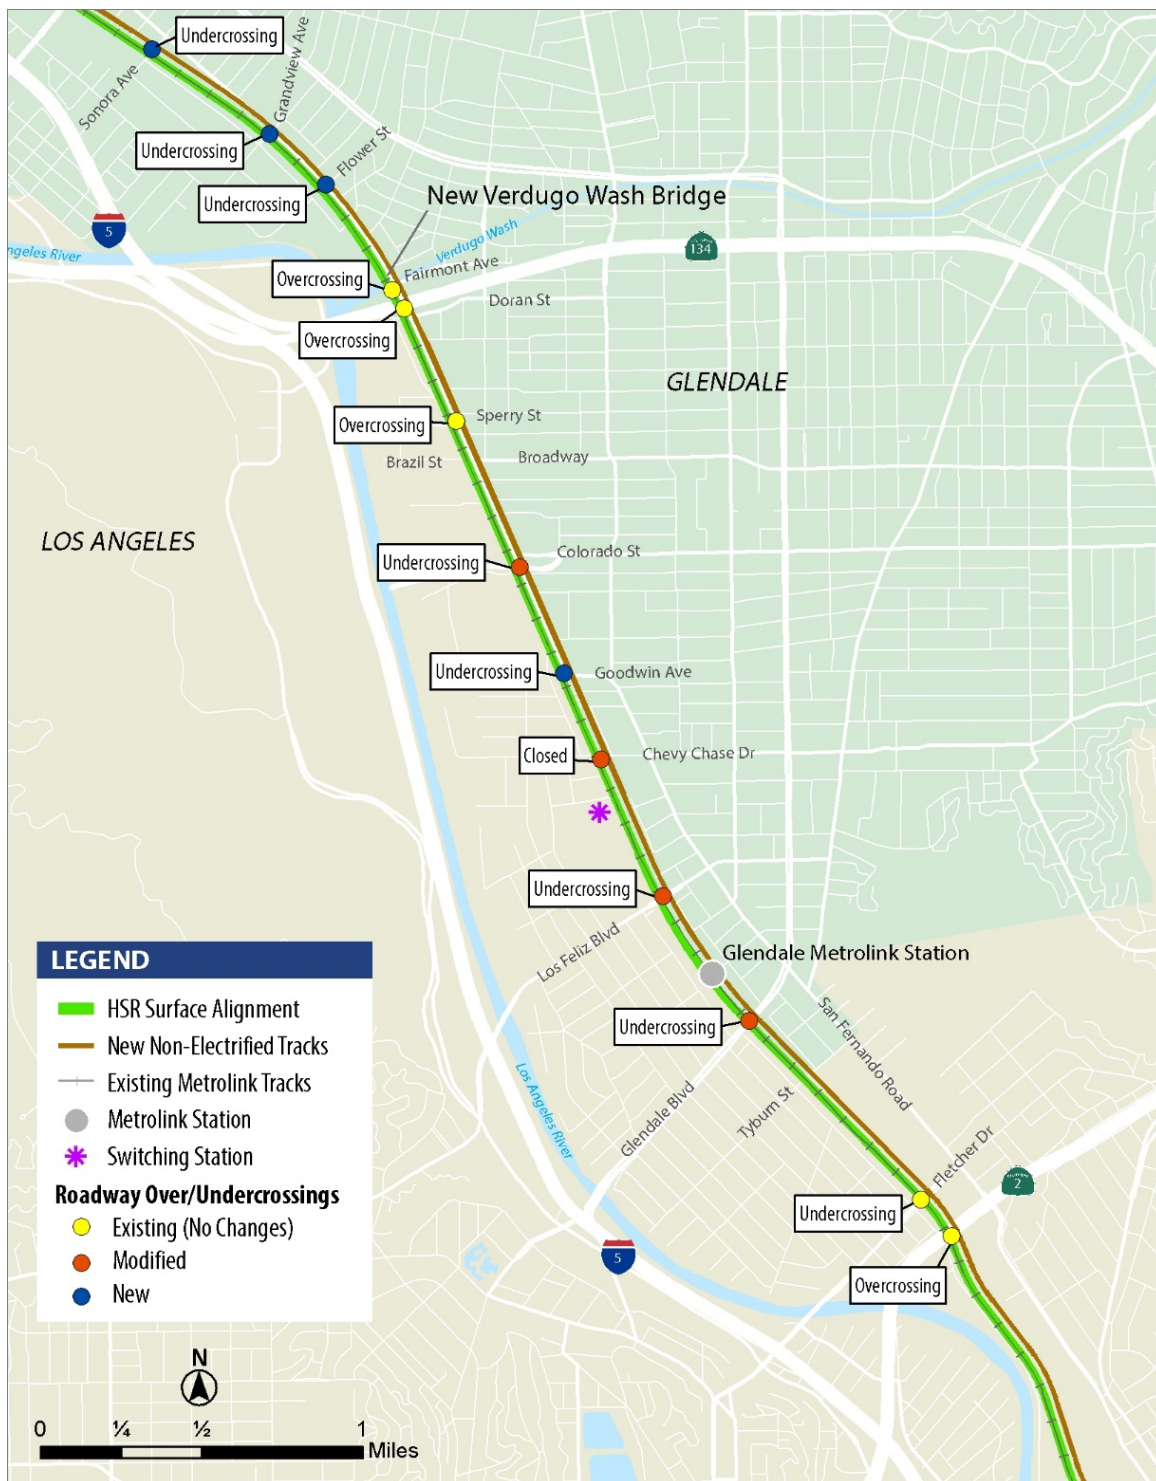 Undercrossing
Sonora Ave
Grandview Ave
Undercrossing
Flower St
Undercrossing
New Verdugo Wash Bridge
5
Angeles River
Verdugo Wash
134
Fairmont Ave
Overcrossing
Doran St
Overcrossing
GLENDALE
Sperry St
Overcrossing
Brazil St
Broadway
LOS ANGELES
Colorado St
Undercrossing
Undercrossing
Goodwin Ave
Closed
Chevy Chase Dr
Undercrossing
Los Feliz Blvd
Glendale Metrolink Station
Undercrossing
San Fernando Road
Los Angeles River
Glendale Blvd
Tyburn St
Fletcher Dr
2
Undercrossing
5
Overcrossing
LEGEND
HSR Surface Alignment
New Non-Electrified Tracks
Existing Metrolink Tracks
Metrolink Station
Switching Station
Roadway Over/Undercrossings
Existing (No Changes)
Modified
New
N
0 ¼ ½ 1
Miles